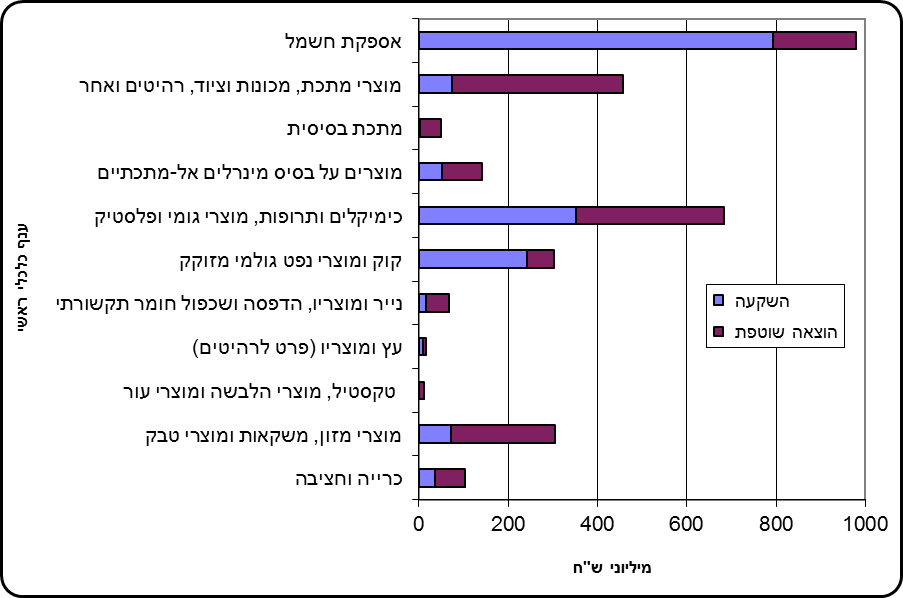 אספקת חשמל
מוצרי מתכת, מכונות וציוד, רהיטים ואחר
מתכת בסיסית
מוצרים על בסיס מינרלים אל-מתכתיים
כימיקלים ותרופות, מוצרי גומי ופלסטיק
קוק ומוצרי נפט גולמי מזוקק
נייר ומוצריו, הדפסה ושכפול חומר תקשורתי
עץ ומוצריו (פרט לרהיטים)
טקסטיל, מוצרי הלבשה ומוצרי עור
מוצרי מזון, משקאות ומוצרי טבק
כרייה וחציבה
ענף כלכלי ראשי
השקעה
הוצאה שוטפת
0 200 400 600 800 1000
מיליוני ש"ח